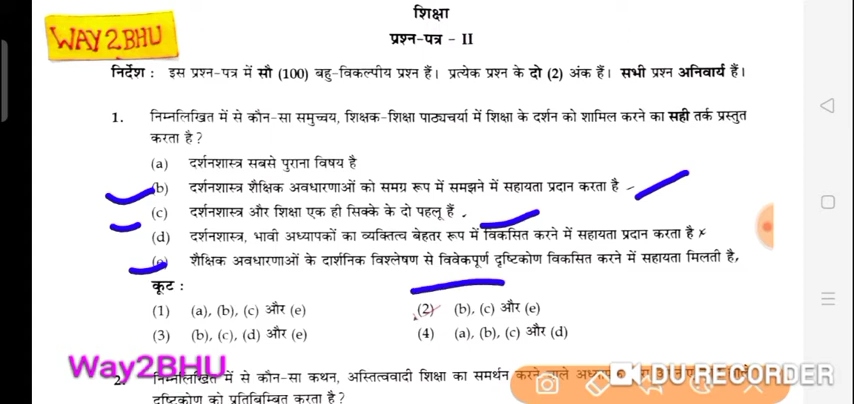 WAY2BHU
शिक्षा
प्रश्न-पत्र - II
निर्देश : इस प्रश्न-पत्र में सौ (100) बहु-विकल्पीय प्रश्न हैं। प्रत्येक प्रश्न के दो (2) अंक हैं। सभी प्रश्न अनिवार्य हैं।
1. निम्नलिखित में से कौन-सा समुच्चय, शिक्षक-शिक्षा पाठ्यचर्या में शिक्षा के दर्शन को शामिल करने का सही तर्क प्रस्तुत
करता है?
(a) दर्शनशास्त्र सबसे पुराना विषय है
(b) दर्शनशास्त्र शैक्षिक अवधारणाओं को समग्र रूप में समझने में सहायता प्रदान करता है
(c) दर्शनशास्त्र और शिक्षा एक ही सिक्के के दो पहलू हैं
(d) दर्शनशास्त्र, भावी अध्यापकों का व्यक्तित्व बेहतर रूप में विकसित करने में सहायता प्रदान करता है
(e) शैक्षिक अवधारणाओं के दार्शनिक विश्लेषण से विवेकपूर्ण दृष्टिकोण विकसित करने में सहायता मिलती है
कूट :
(1) (a), (b), (c) और (e) (2) (b), (c) और (e)
(3) (b), (c), (d) और (e) (4) (a), (b), (c) और (d)
Way2BHU
2. निम्नलिखित में से कौन-सा कथन, अस्तित्ववादी शिक्षा का समर्थन करने वाले
DU RECORDER
दृष्टिकोण को प्रतिबिम्बित करता है?